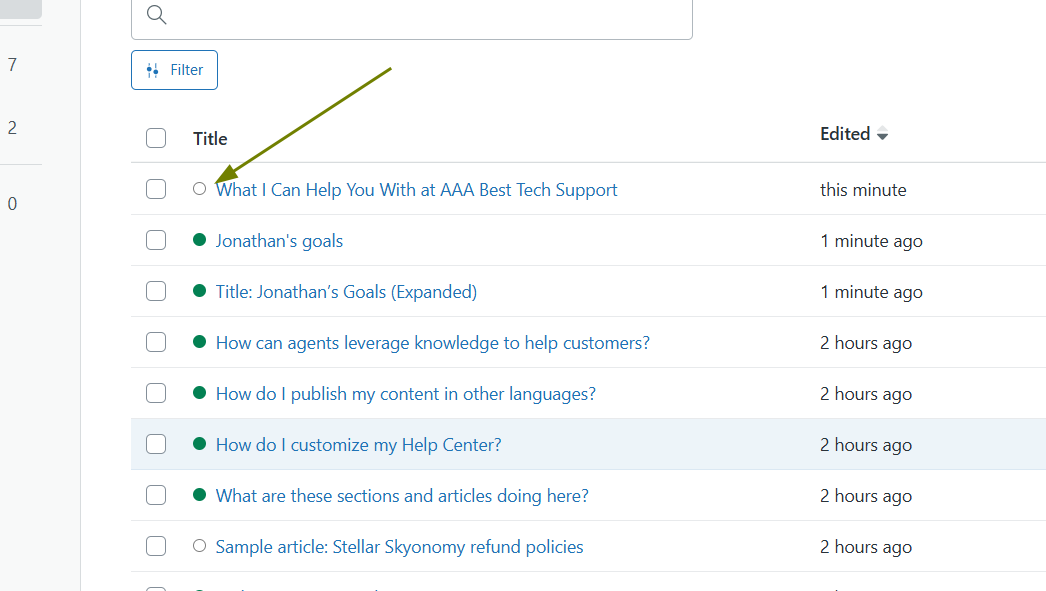 7
2
0
Filter
Title
Edited
What I Can Help You With at AAA Best Tech Support
this minute
Jonathan's goals
1 minute ago
Title: Jonathan’s Goals (Expanded)
1 minute ago
How can agents leverage knowledge to help customers?
2 hours ago
How do I publish my content in other languages?
2 hours ago
How do I customize my Help Center?
2 hours ago
What are these sections and articles doing here?
2 hours ago
Sample article: Stellar Skyonomy refund policies
2 hours ago